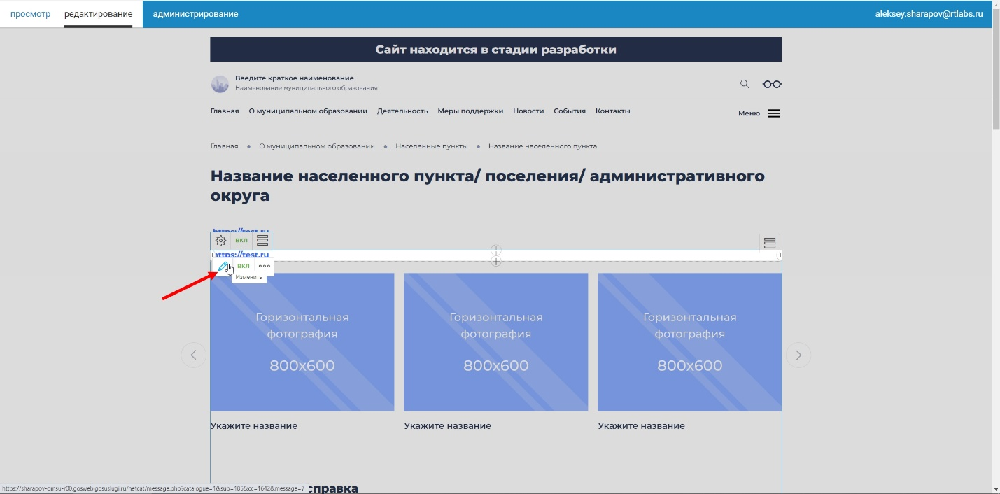 просмотр редактирование администрирование aleksey.sharapov@rtlabs.ru
Сайт находится в стадии разработки
Введите краткое наименование
Наименование муниципального образования
Главная О муниципальном образовании Деятельность Меры поддержки Новости События Контакты Меню
Главная О муниципальном образовании Населенные пункты Название населенного пункта
Название населенного пункта/ поселения/ административного
округа
https://test.ru
вкл
https://test.ru
вкл
Изменить
Горизонтальная
фотография
800x600
Горизонтальная
фотография
800x600
Горизонтальная
фотография
800x600
Укажите название Укажите название Укажите название
https://sharapov-omsu-r00.gosweb.gosuslugi.ru/netcat/message.php?catalogue=1&sub=185&cc=1642&message=7 справка